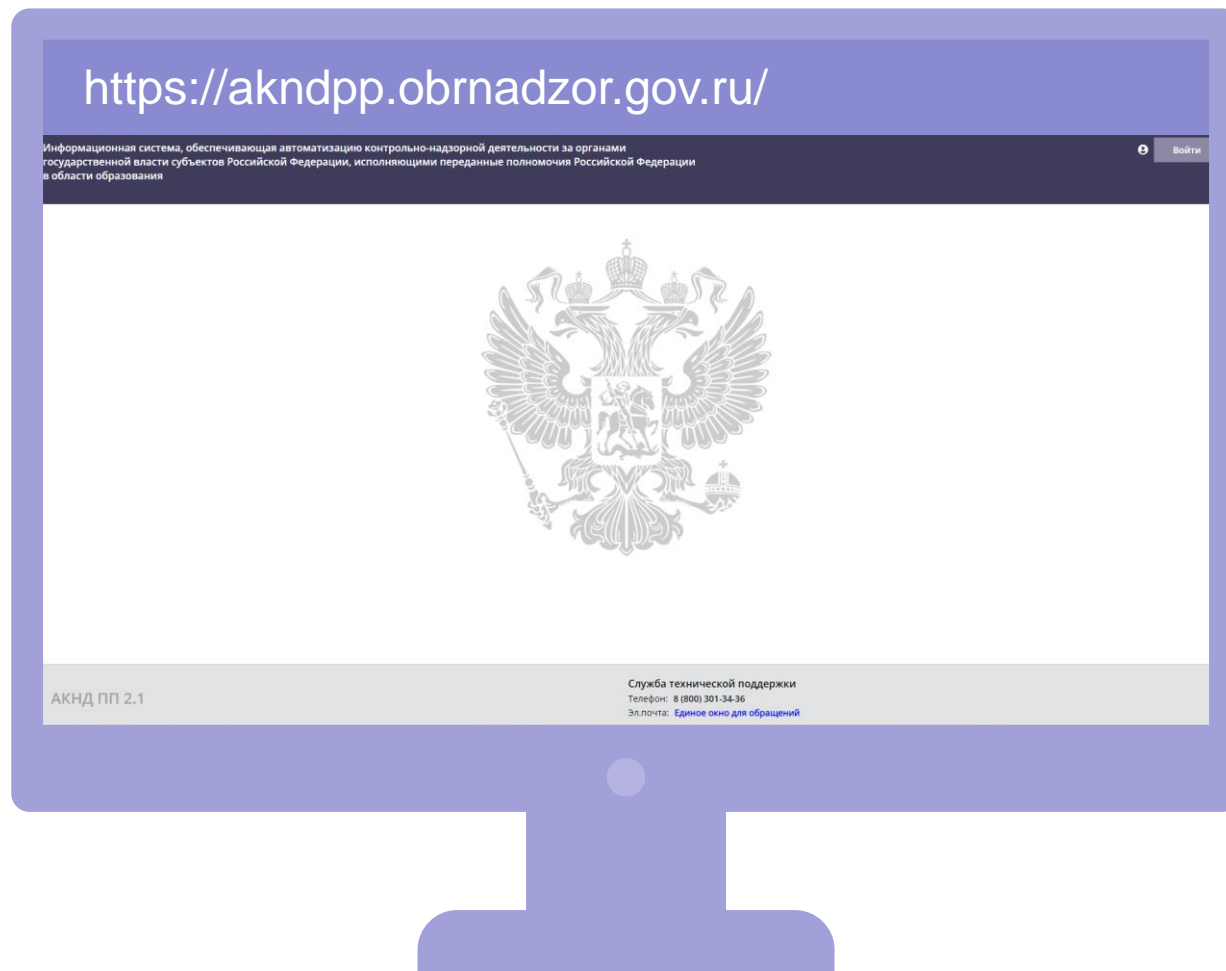 https://akndpp.obrnadzor.gov.ru/
Информационная система, обеспечивающая автоматизацию контрольно-надзорной деятельности за органами
государственной власти субъектов Российской Федерации, исполняющими переданные полномочия Российской Федерации
в области образования
Войти
АКНД ПП 2.1
Служба технической поддержки
Телефон: 8 (800) 301-34-36
Эл.почта: Единое окно для обращений